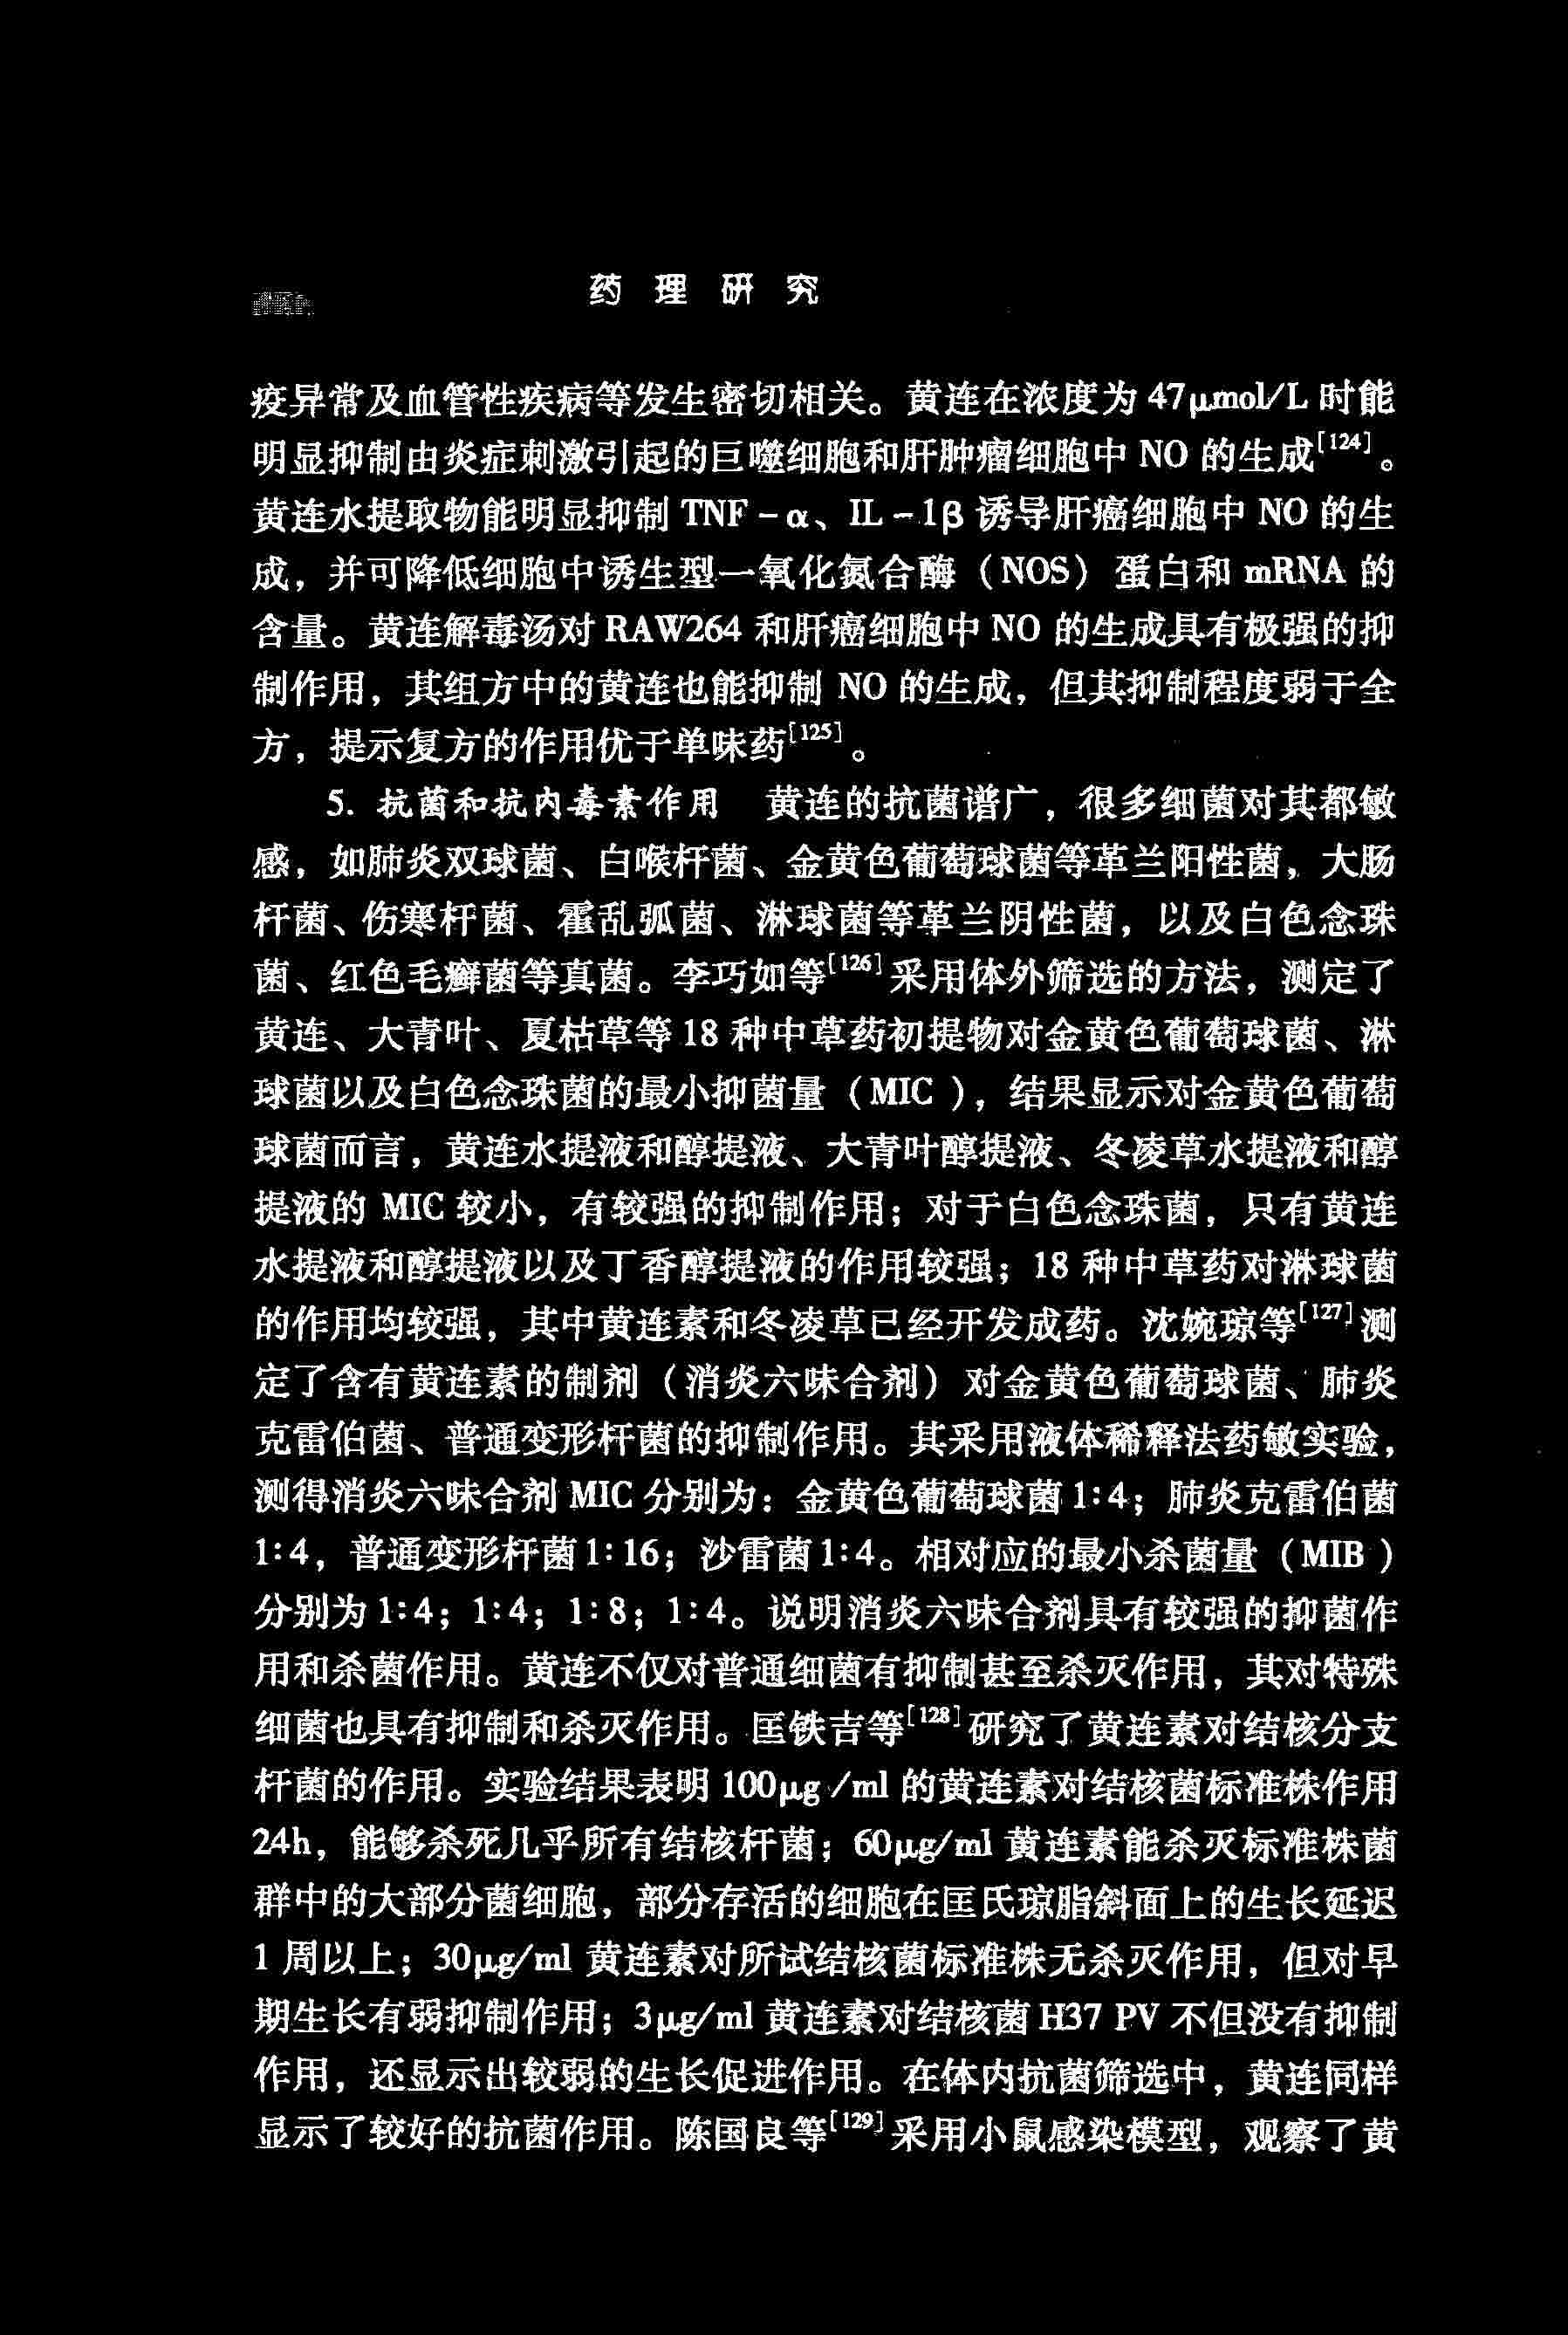 药 理 研 究
疫异常及血管性疾病等发生密切相关。黄连在浓度为 47μmol/L 时能
明显抑制由炎症刺激引起的巨噬细胞和肝肿瘤细胞中 NO 的生成[124]。
黄连水提取物能明显抑制 TNF-α、IL-1β 诱导肝癌细胞中 NO 的生
成，并可降低细胞中诱生型一氧化氮合酶（NOS）蛋白和 mRNA 的
含量。黄连解毒汤对 RAW264 和肝癌细胞中 NO 的生成具有极强的抑
制作用，其组方中的黄连也能抑制 NO 的生成，但其抑制程度弱于全
方，提示复方的作用优于单味药[125]。
5. 抗菌和抗内毒素作用　黄连的抗菌谱广，很多细菌对其都敏
感，如肺炎双球菌、白喉杆菌、金黄色葡萄球菌等革兰阳性菌，大肠
杆菌、伤寒杆菌、霍乱弧菌、淋球菌等革兰阴性菌，以及白色念珠
菌、红色毛癣菌等真菌。李巧如等[126]采用体外筛选的方法，测定了
黄连、大青叶、夏枯草等 18 种中草药初提物对金黄色葡萄球菌、淋
球菌以及白色念珠菌的最小抑菌量（MIC），结果显示对金黄色葡萄
球菌而言，黄连水提液和醇提液、大青叶醇提液、冬凌草水提液和醇
提液的 MIC 较小，有较强的抑制作用；对于白色念珠菌，只有黄连
水提液和醇提液以及丁香醇提液的作用较强；18 种中草药对淋球菌
的作用均较强，其中黄连素和冬凌草已经开发成药。沈婉琼等[127]测
定了含有黄连素的制剂（消炎六味合剂）对金黄色葡萄球菌、肺炎
克雷伯菌、普通变形杆菌的抑制作用。其采用液体稀释法药敏实验，
测得消炎六味合剂 MIC 分别为：金黄色葡萄球菌 1:4；肺炎克雷伯菌
1:4，普通变形杆菌 1:16；沙雷菌 1:4。相对应的最小杀菌量（MIB）
分别为 1:4；1:4；1:8；1:4。说明消炎六味合剂具有较强的抑菌作
用和杀菌作用。黄连不仅对普通细菌有抑制甚至杀灭作用，其对特殊
细菌也具有抑制和杀灭作用。匡铁吉等[128]研究了黄连素对结核分支
杆菌的作用。实验结果表明 100μg/ml 的黄连素对结核菌标准株作用
24h，能够杀死几乎所有结核杆菌；60μg/ml 黄连素能杀灭标准株菌
群中的大部分菌细胞，部分存活的细胞在匡氏琼脂斜面上的生长延迟
1 周以上；30μg/ml 黄连素对所试结核菌标准株无杀灭作用，但对早
期生长有弱抑制作用；3μg/ml 黄连素对结核菌 H37 PV 不但没有抑制
作用，还显示出较弱的生长促进作用。在体内抗菌筛选中，黄连同样
显示了较好的抗菌作用。陈国良等[129]采用小鼠感染模型，观察了黄